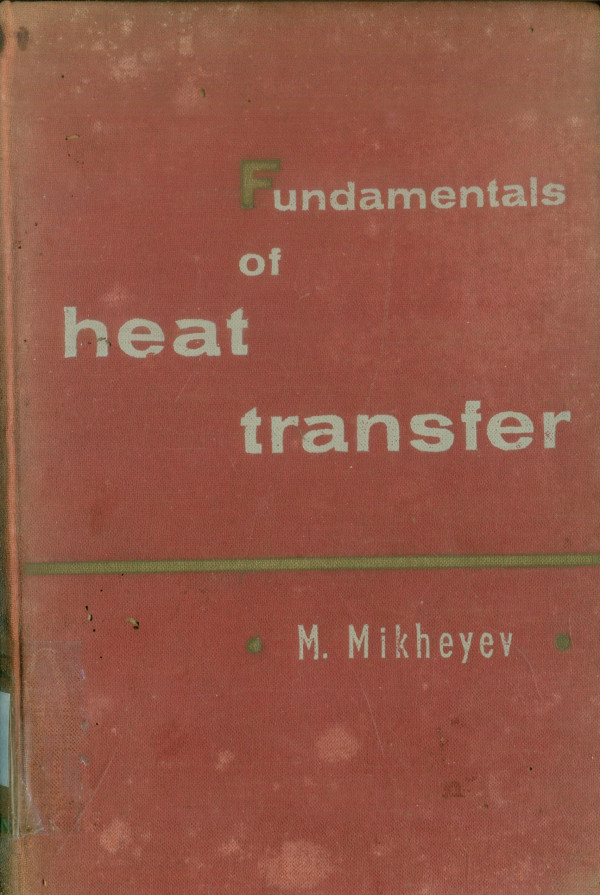 Fundamentals
of
heat
transfer
M. Mikheyev